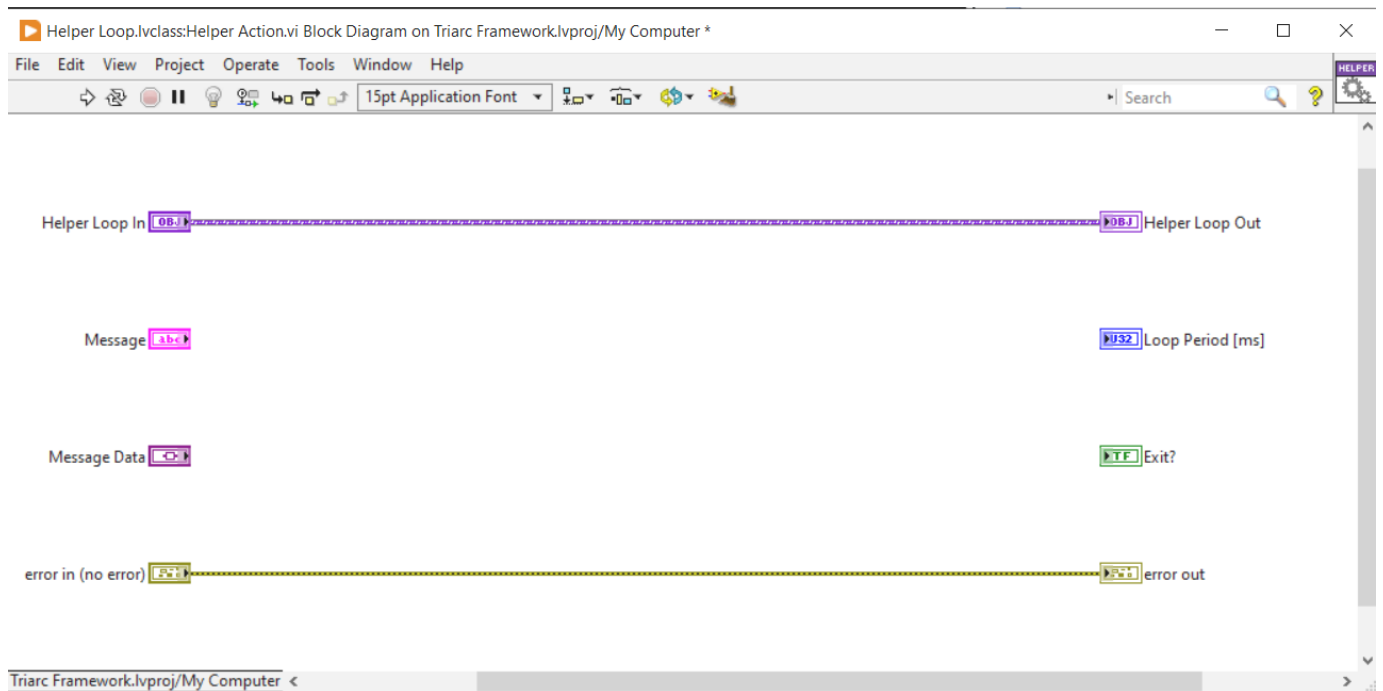 Helper Loop.lvclass:Helper Action.vi Block Diagram on Triarc Framework.lvproj/My Computer *
File Edit View Project Operate Tools Window Help
HELPER
15pt Application Font
Search
Helper Loop In OBJ
OBJ Helper Loop Out
Message abc
U32 Loop Period [ms]
Message Data
TF Exit?
error in (no error)
error out
Triarc Framework.lvproj/My Computer